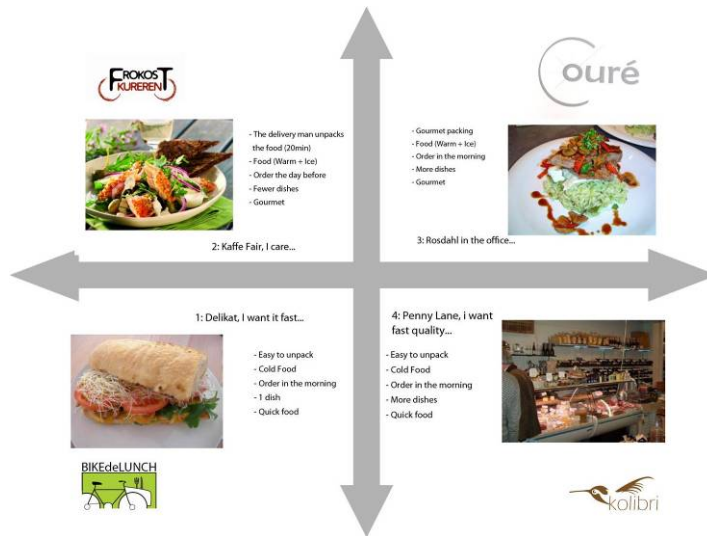 FROKOST
KUREREN
- The delivery man unpacks
the food (20min)
- Food (Warm + Ice)
- Order the day before
- Fewer dishes
- Gourmet
2: Kaffe Fair, I care...
Couré
- Gourmet packing
- Food (Warm + Ice)
- Order in the morning
- More dishes
- Gourmet
3: Rosdahl in the office...
1: Delikat, I want it fast...
- Easy to unpack
- Cold Food
- Order in the morning
- 1 dish
- Quick food
BIKEdeLUNCH
4: Penny Lane, i want
fast quality...
- Easy to unpack
- Cold Food
- Order in the morning
- More dishes
- Quick food
kolibri